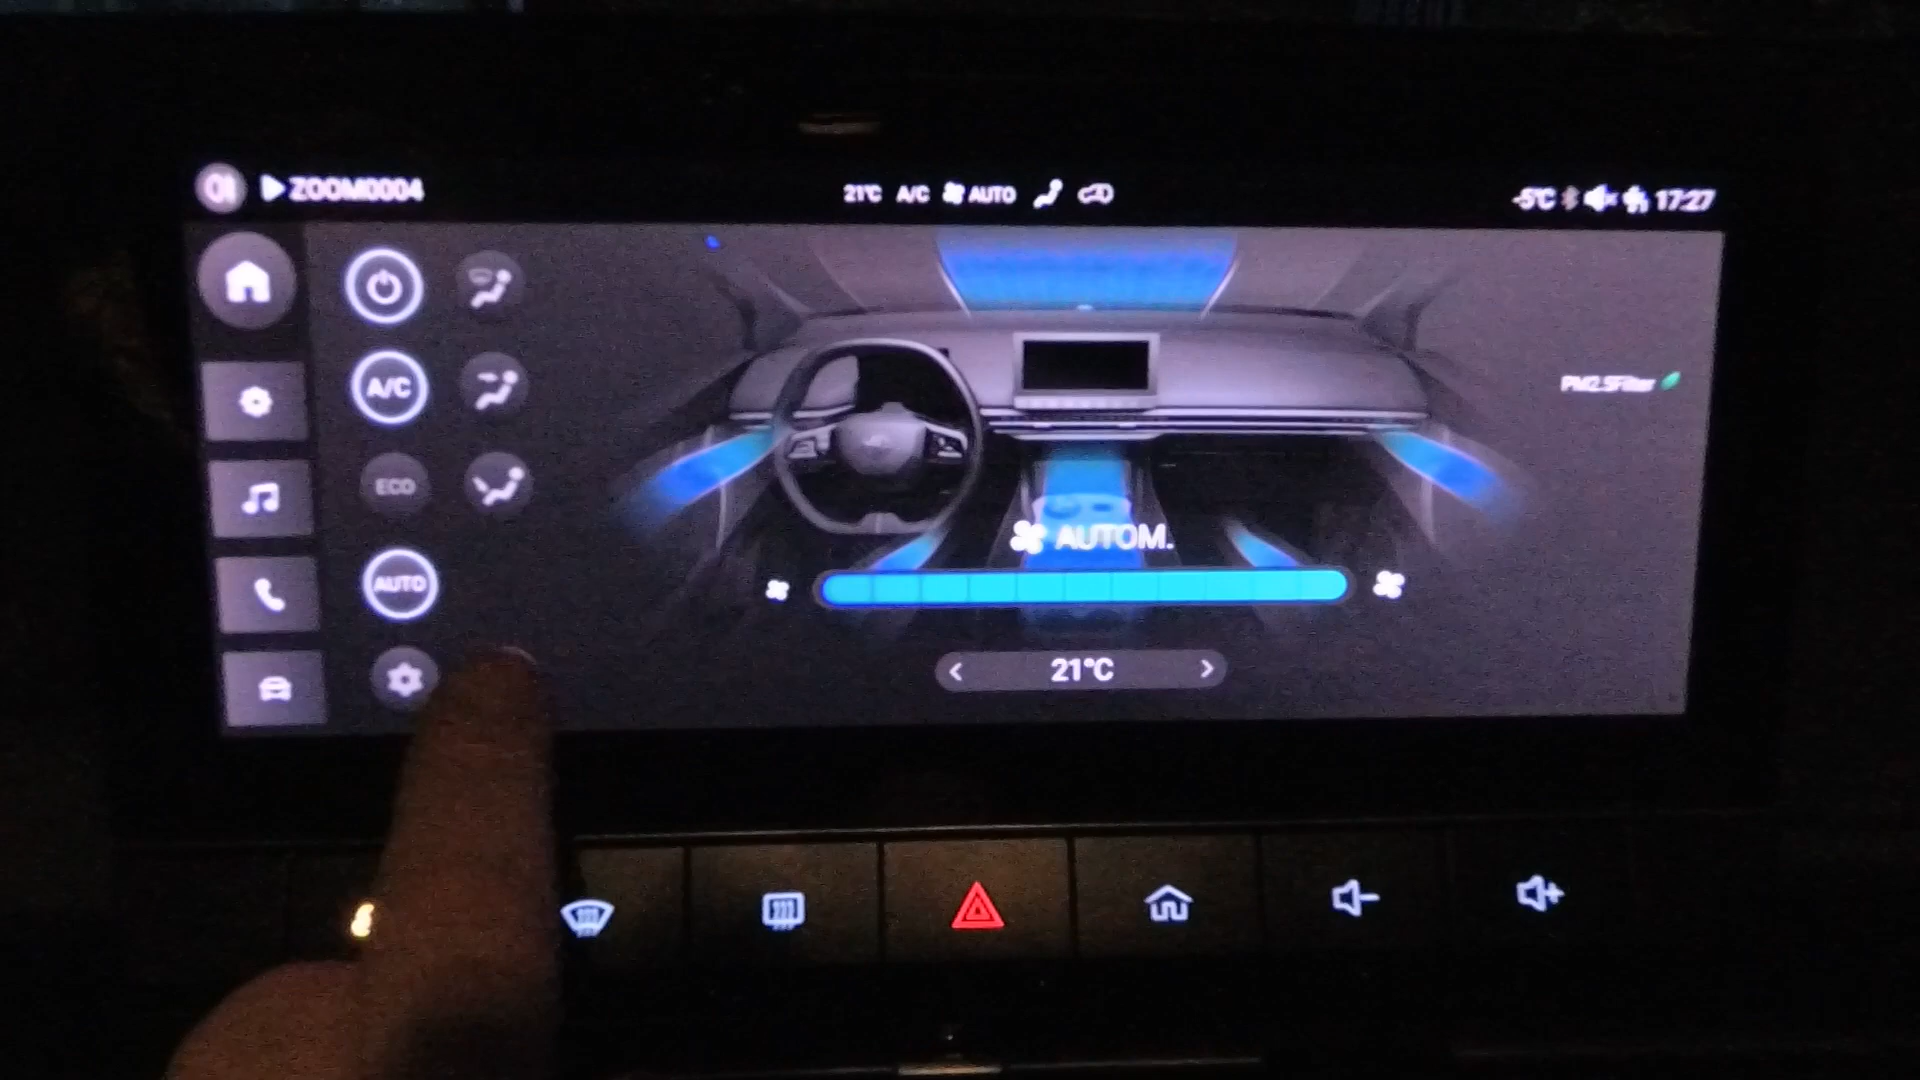 ZOOM0004
21°C A/C AUTO
-5°C 17:27
A/C
PM2.5Filter
ECO
AUTOM.
AUTO
21°C